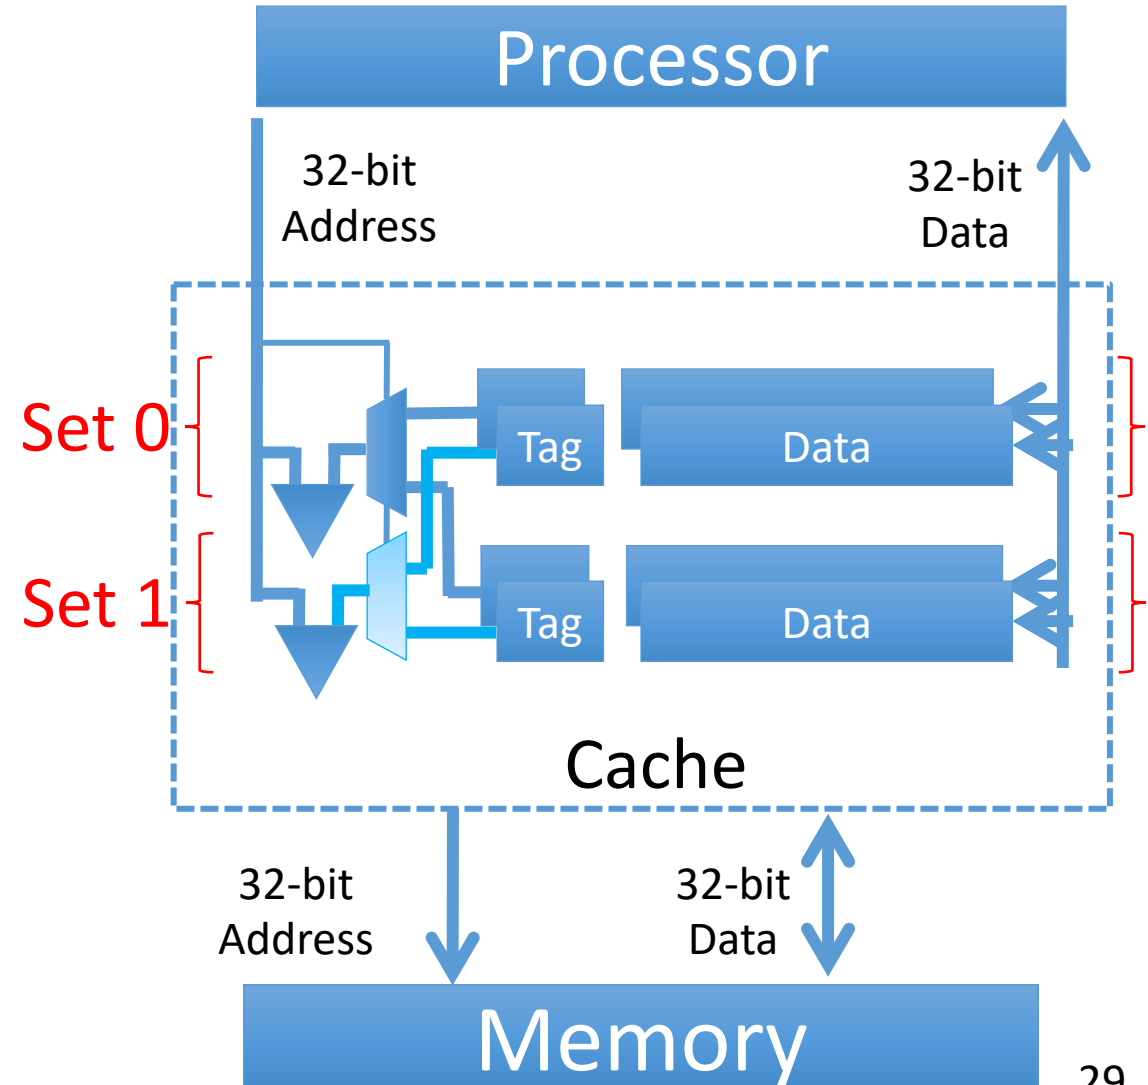 Processor
32-bit
Address
32-bit
Data
Set 0
Tag
Data
Set 1
Tag
Data
Cache
32-bit
Address
32-bit
Data
Memory
29